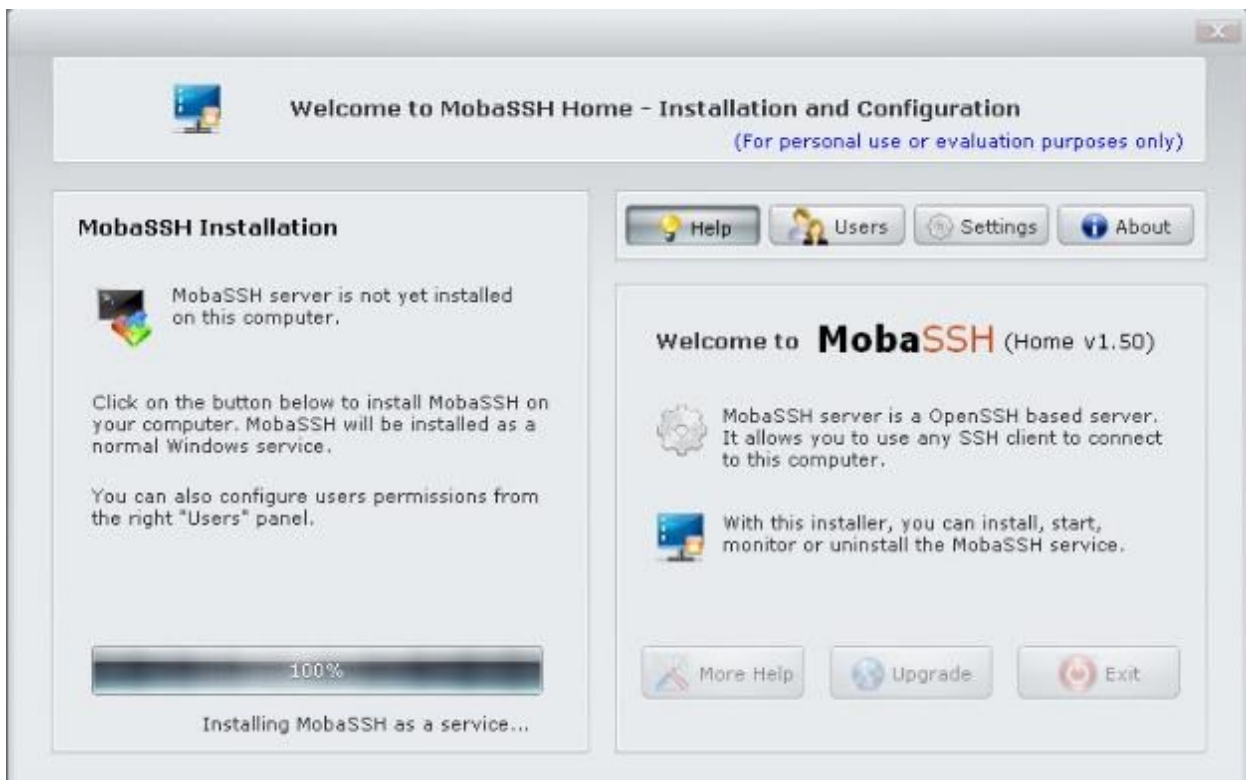 Welcome to MobaSSH Home - Installation and Configuration
(For personal use or evaluation purposes only)
MobaSSH Installation
MobaSSH server is not yet installed
on this computer.
Click on the button below to install MobaSSH on
your computer. MobaSSH will be installed as a
normal Windows service.
You can also configure users permissions from
the right "Users" panel.
100%
Installing MobaSSH as a service...
Help Users Settings About
Welcome to MobaSSH (Home v1.50)
MobaSSH server is a OpenSSH based server.
It allows you to use any SSH client to connect
to this computer.
With this installer, you can install, start,
monitor or uninstall the MobaSSH service.
More Help Upgrade Exit